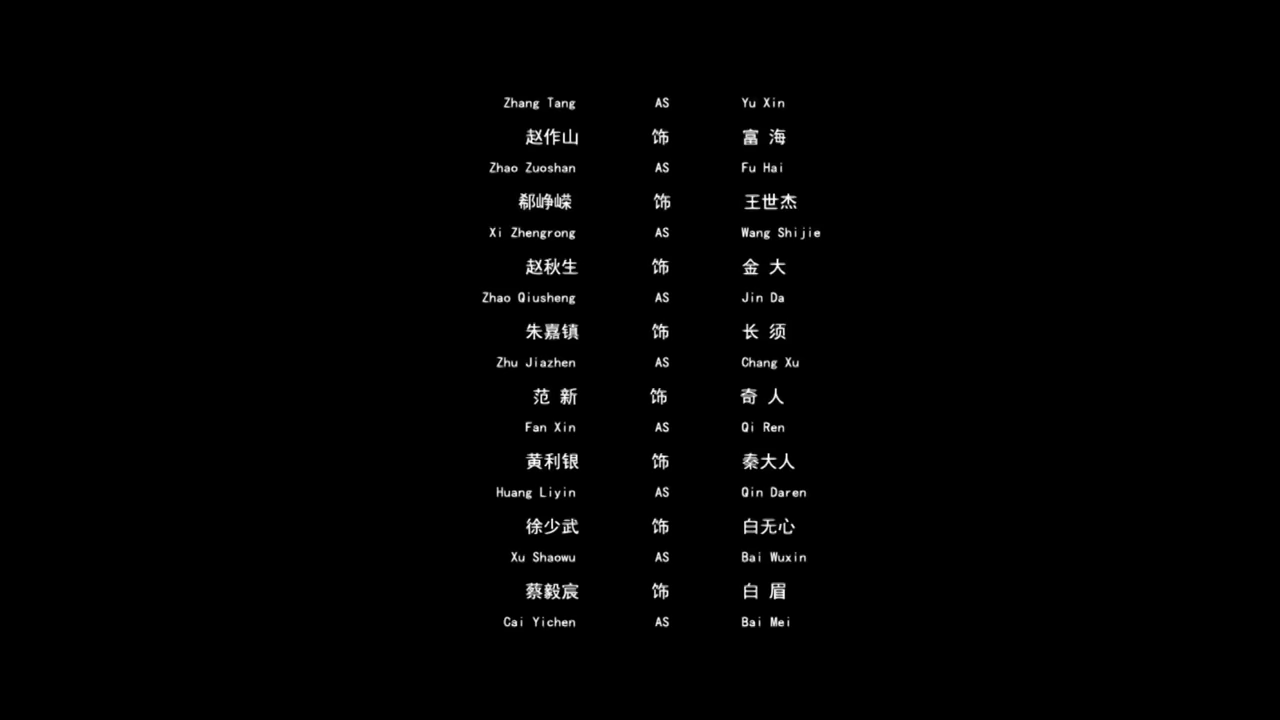 Zhang Tang AS Yu Xin
赵作山 饰 富 海
Zhao Zuoshan AS Fu Hai
郗峥嵘 饰 王世杰
Xi Zhengrong AS Wang Shijie
赵秋生 饰 金 大
Zhao Qiusheng AS Jin Da
朱嘉镇 饰 长 须
Zhu Jiazhen AS Chang Xu
范 新 饰 奇 人
Fan Xin AS Qi Ren
黄利银 饰 秦大人
Huang Liyin AS Qin Daren
徐少武 饰 白无心
Xu Shaowu AS Bai Wuxin
蔡毅宸 饰 白 眉
Cai Yichen AS Bai Mei